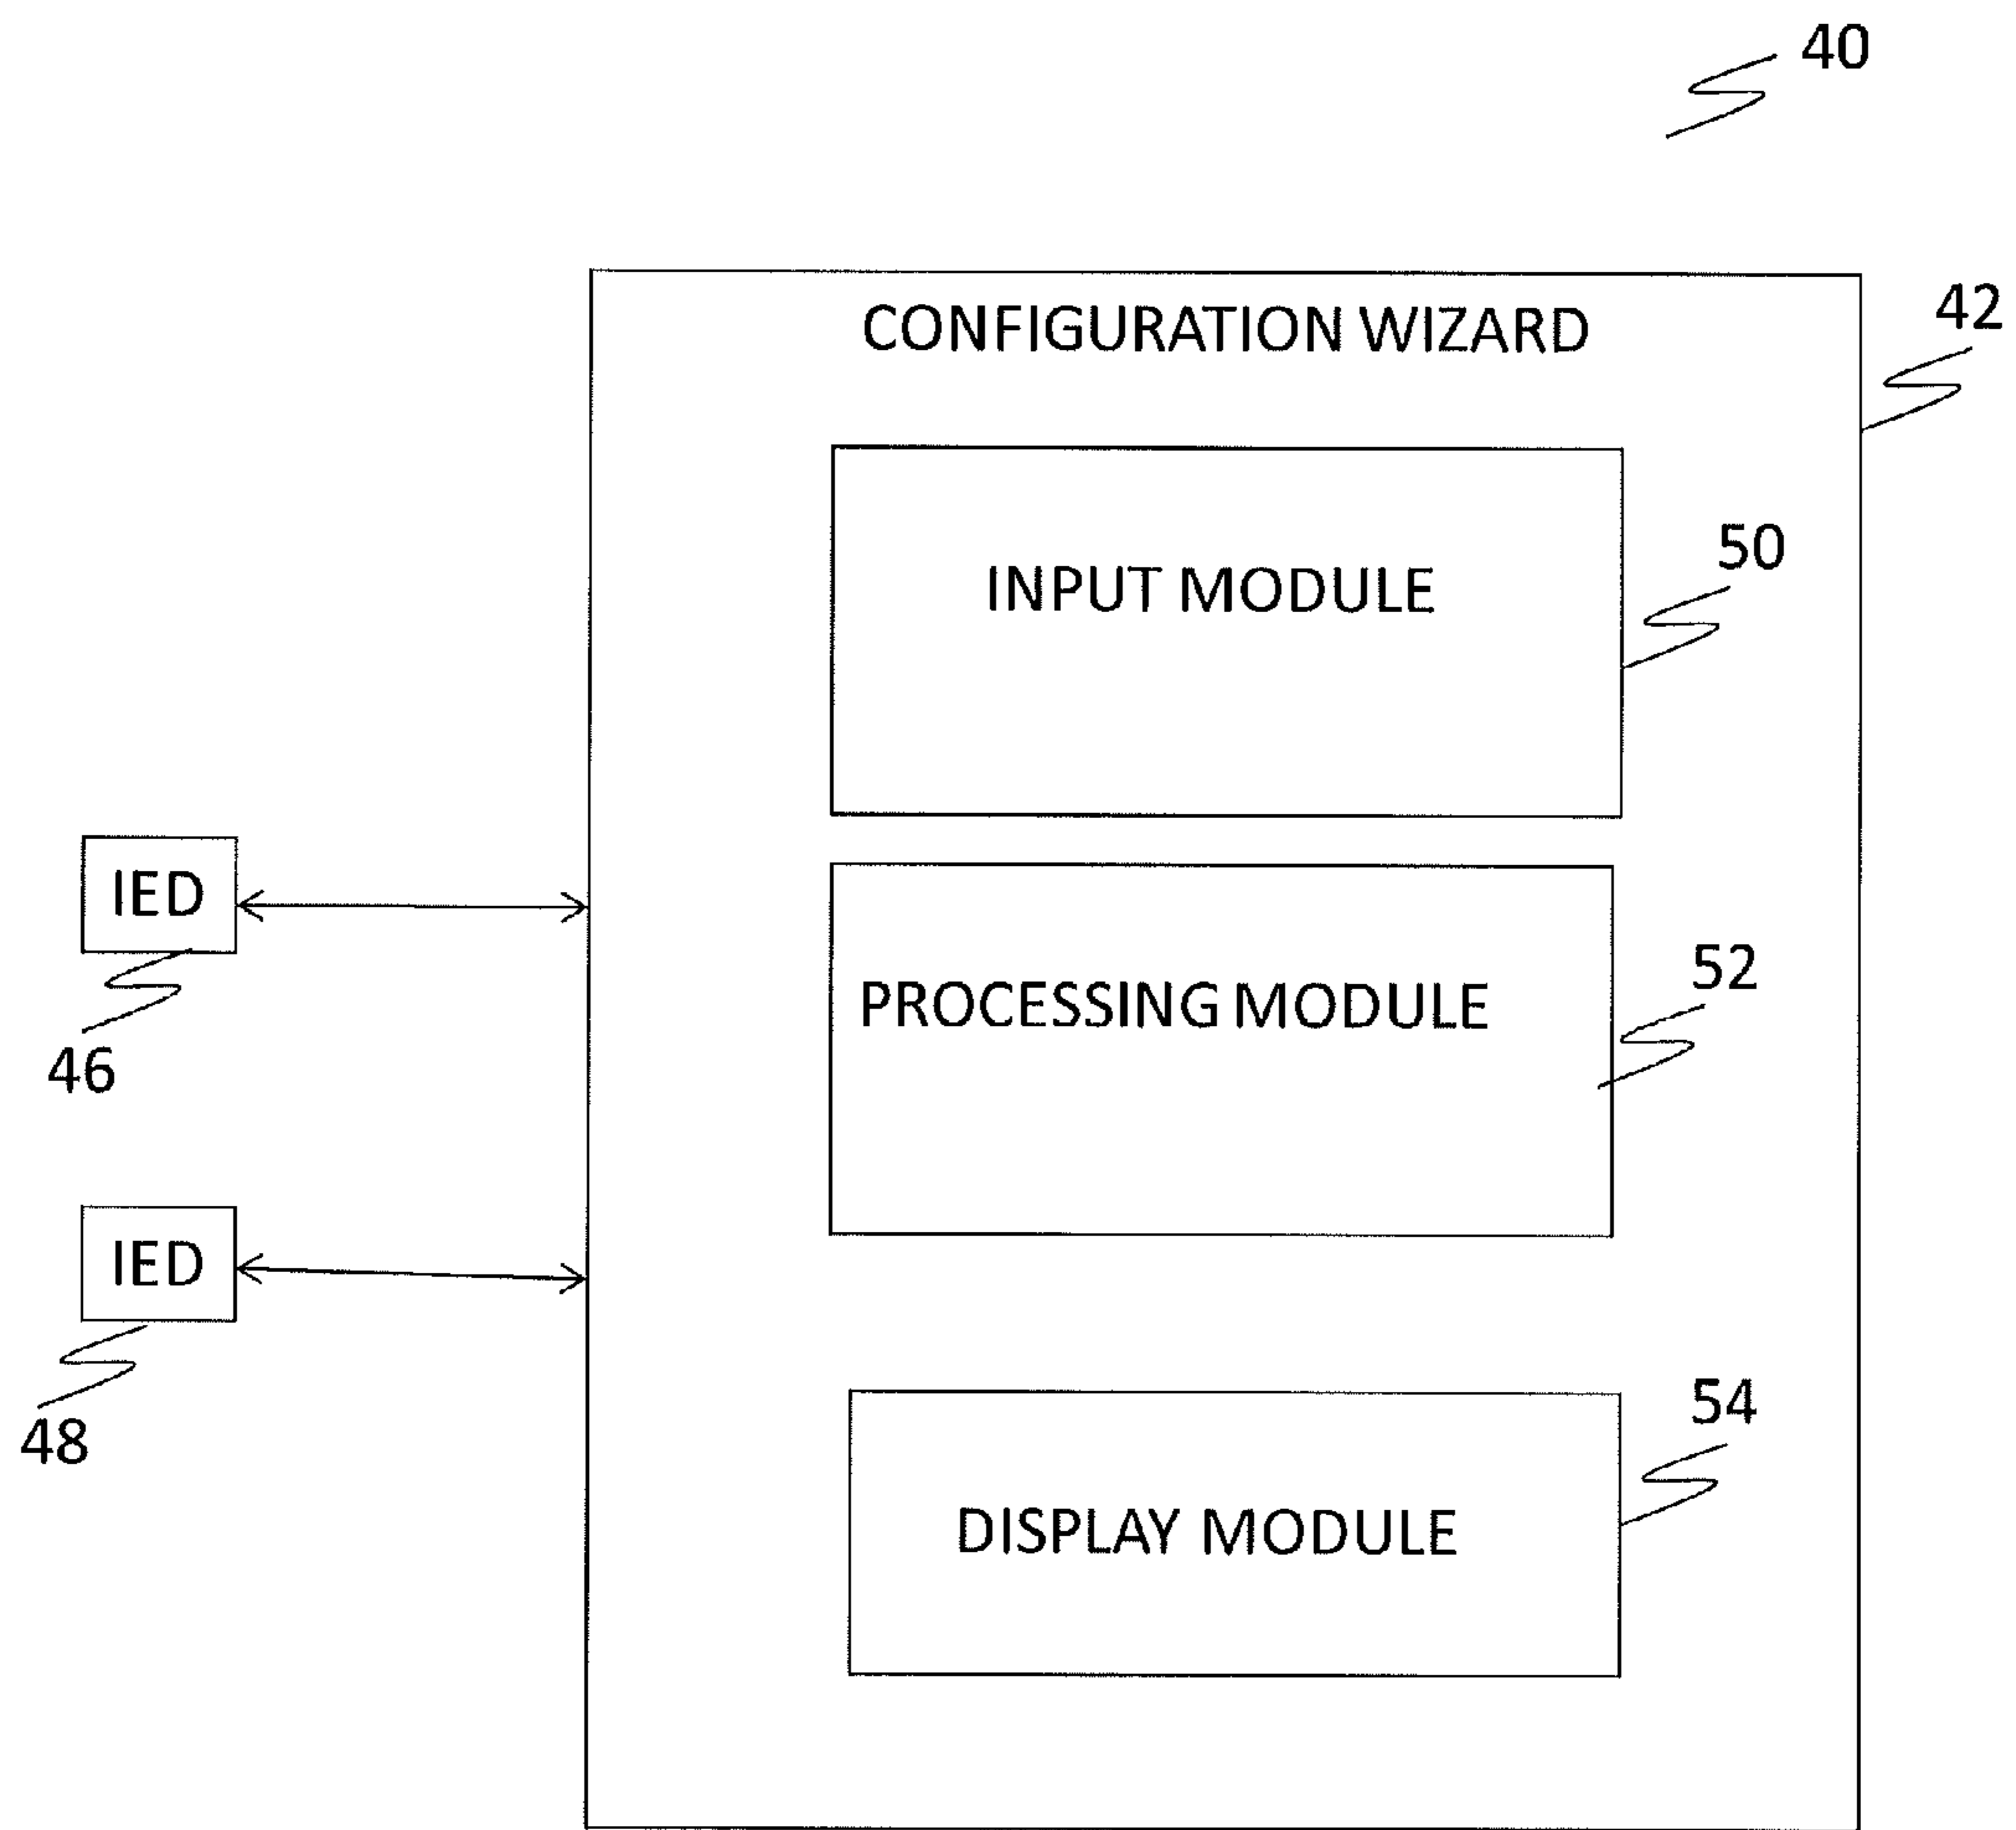 40
42
CONFIGURATION WIZARD
50
INPUT MODULE
IED
46
52
PROCESSING MODULE
IED
48
54
DISPLAY MODULE